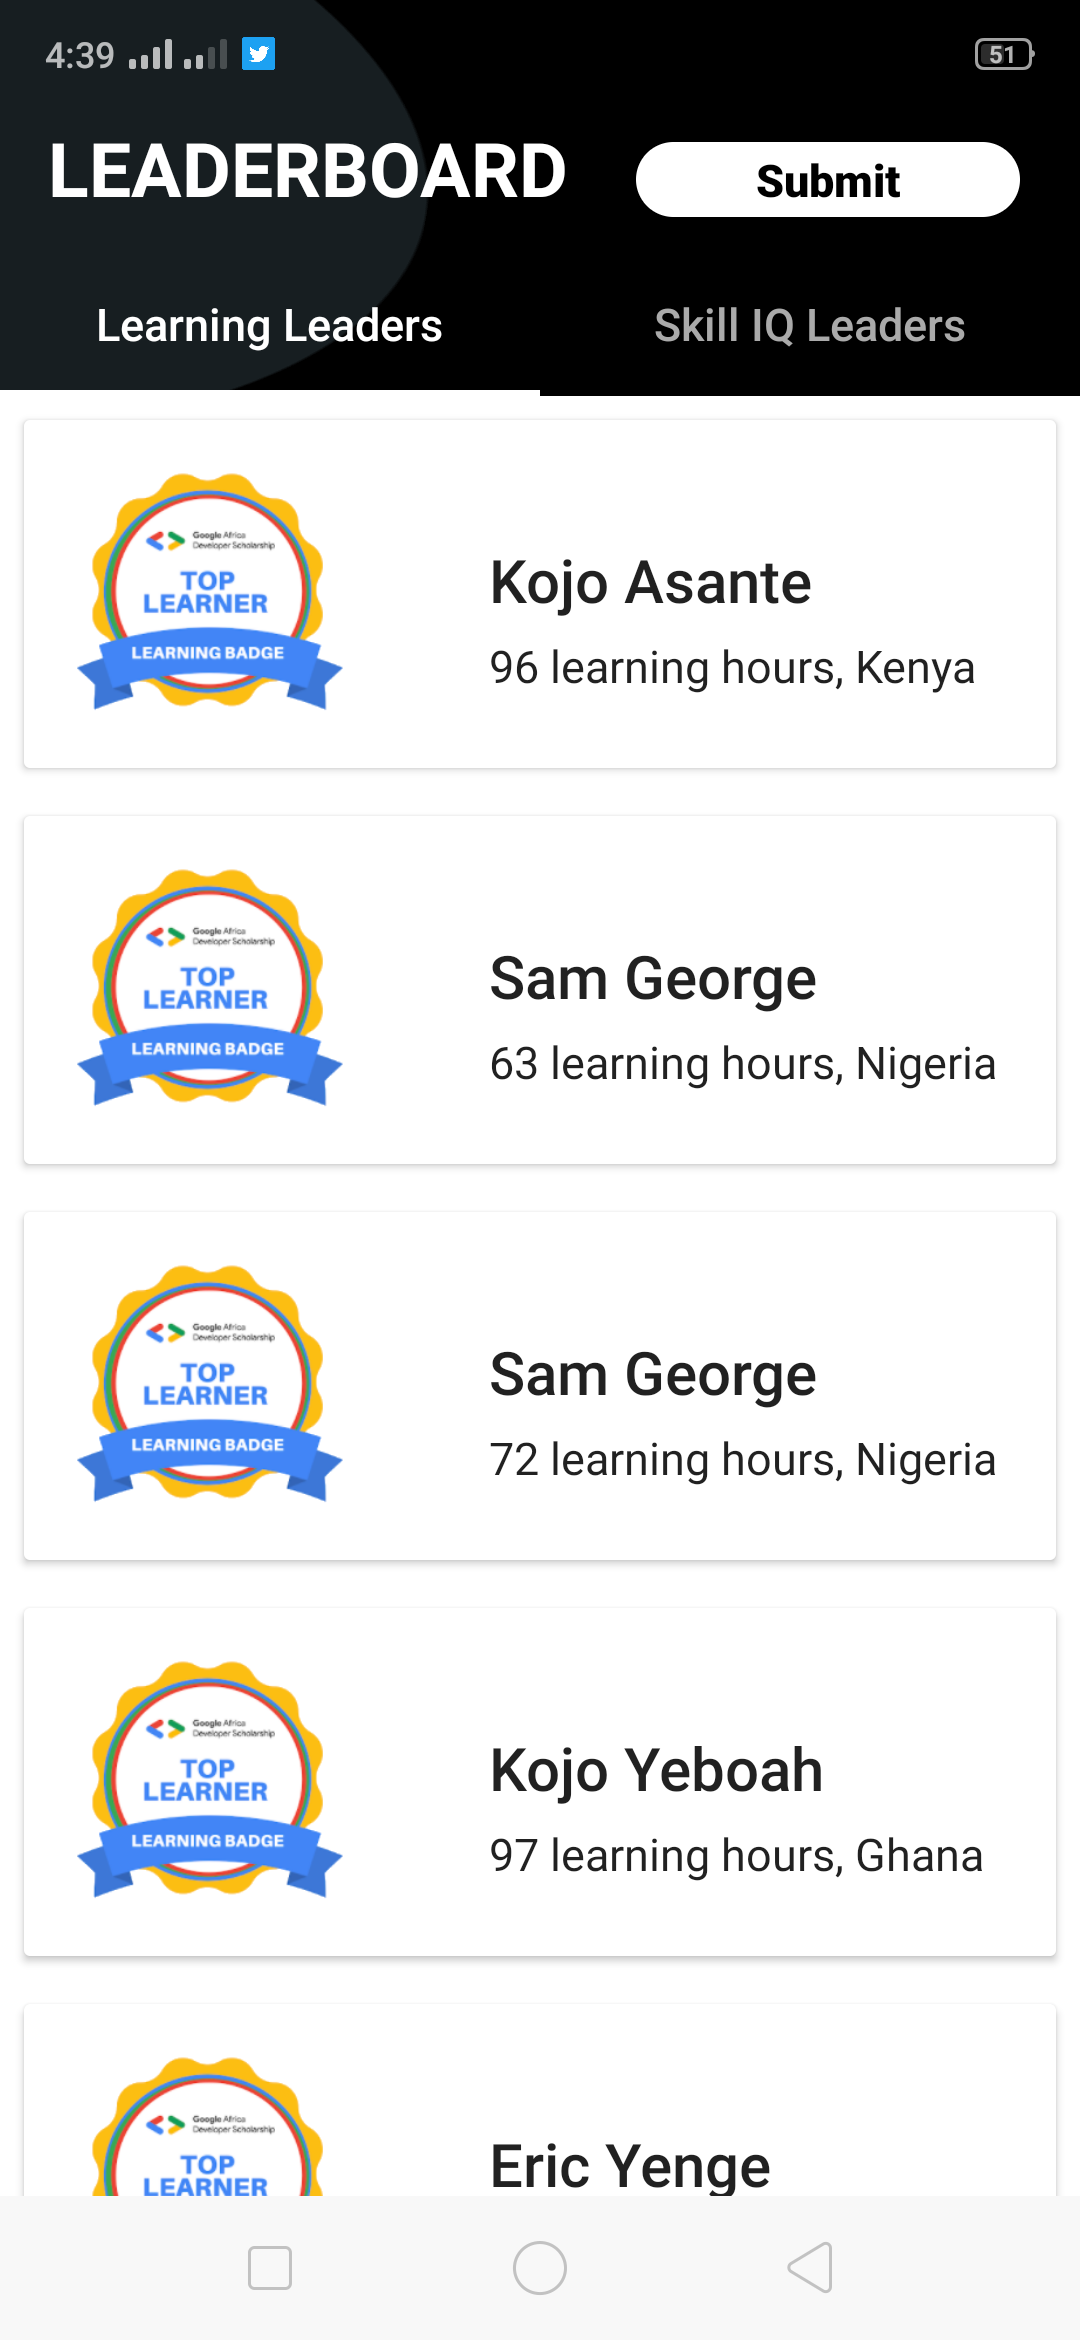 4:39
51
LEADERBOARD
Submit
Learning Leaders
Skill IQ Leaders
Google Africa
Developer Scholarship
TOP
LEARNER
LEARNING BADGE
Kojo Asante
96 learning hours, Kenya
Google Africa
Developer Scholarship
TOP
LEARNER
LEARNING BADGE
Sam George
63 learning hours, Nigeria
Google Africa
Developer Scholarship
TOP
LEARNER
LEARNING BADGE
Sam George
72 learning hours, Nigeria
Google Africa
Developer Scholarship
TOP
LEARNER
LEARNING BADGE
Kojo Yeboah
97 learning hours, Ghana
Google Africa
Developer Scholarship
TOP
LEARNER
Eric Yenge